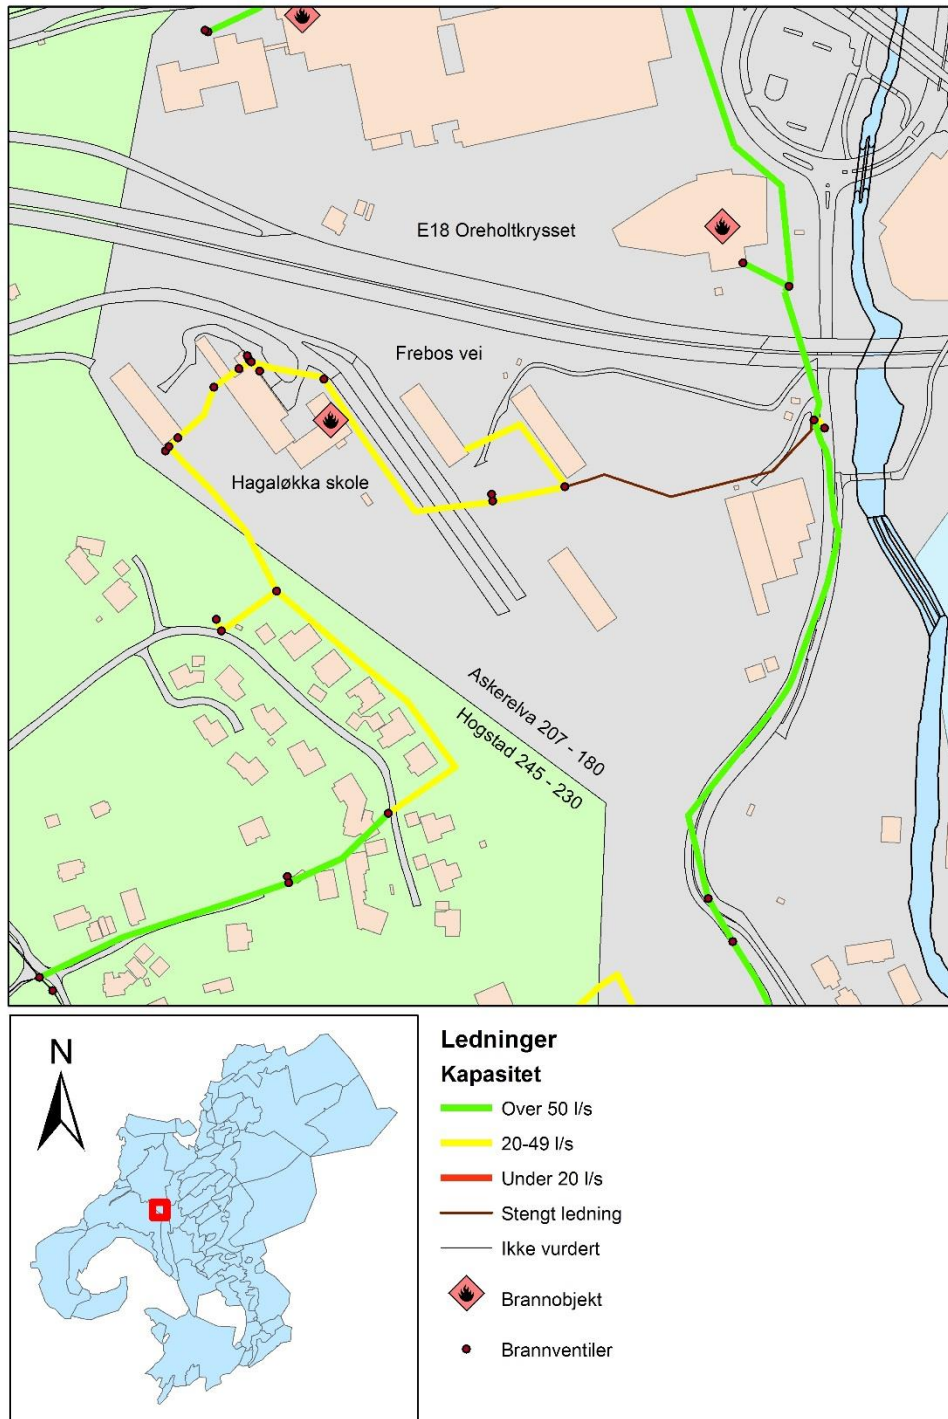 E18 Oreholtkrysset
Frebos vei
Hagaløkka skole
Askerelva 207 - 180
Hogstad 245 - 230
N
Ledninger
Kapasitet
Over 50 l/s
20-49 l/s
Under 20 l/s
Stengt ledning
Ikke vurdert
Brannobjekt
Brannventiler